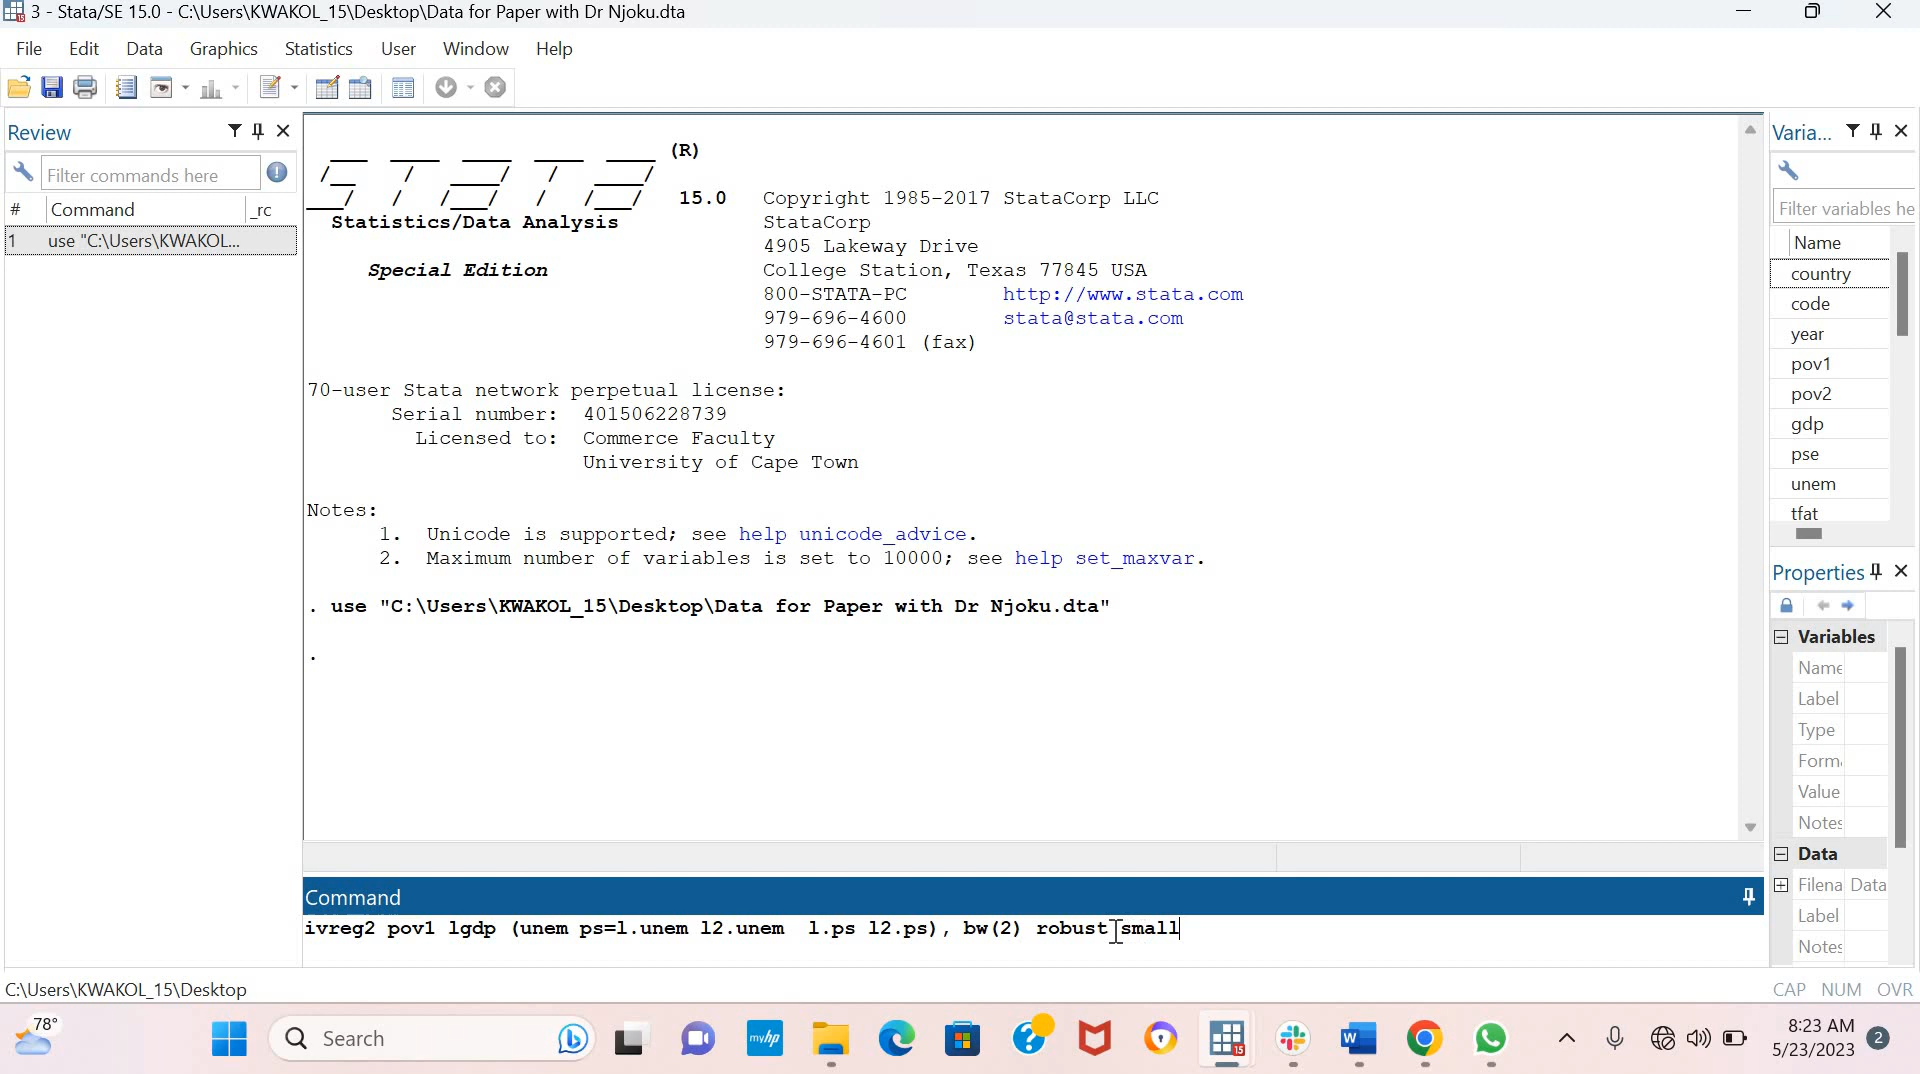 3 - Stata/SE 15.0 - C:\Users\KWAKOL_15\Desktop\Data for Paper with Dr Njoku.dta
File Edit Data Graphics Statistics User Window Help
Review
Filter commands here
# Command _rc
1 use "C:\Users\KWAKOL...
(R)
15.0 Copyright 1985-2017 StataCorp LLC
Statistics/Data Analysis StataCorp
4905 Lakeway Drive
Special Edition College Station, Texas 77845 USA
800-STATA-PC http://www.stata.com
979-696-4600 stata@stata.com
979-696-4601 (fax)
70-user Stata network perpetual license:
Serial number: 401506228739
Licensed to: Commerce Faculty
University of Cape Town
Notes:
1. Unicode is supported; see help unicode_advice.
2. Maximum number of variables is set to 10000; see help set_maxvar.
. use "C:\Users\KWAKOL_15\Desktop\Data for Paper with Dr Njoku.dta"
.
Command
ivreg2 pov1 lgdp (unem ps=l.unem l2.unem  l.ps l2.ps), bw(2) robust small
Varia...
Filter variables he
Name
country
code
year
pov1
pov2
gdp
pse
unem
tfat
Properties
Variables
Name
Label
Type
Form
Value
Notes
Data
Filena Data
Label
Notes
C:\Users\KWAKOL_15\Desktop
CAP NUM OVR
78°
Search
myhp
15
W
8:23 AM
5/23/2023
2